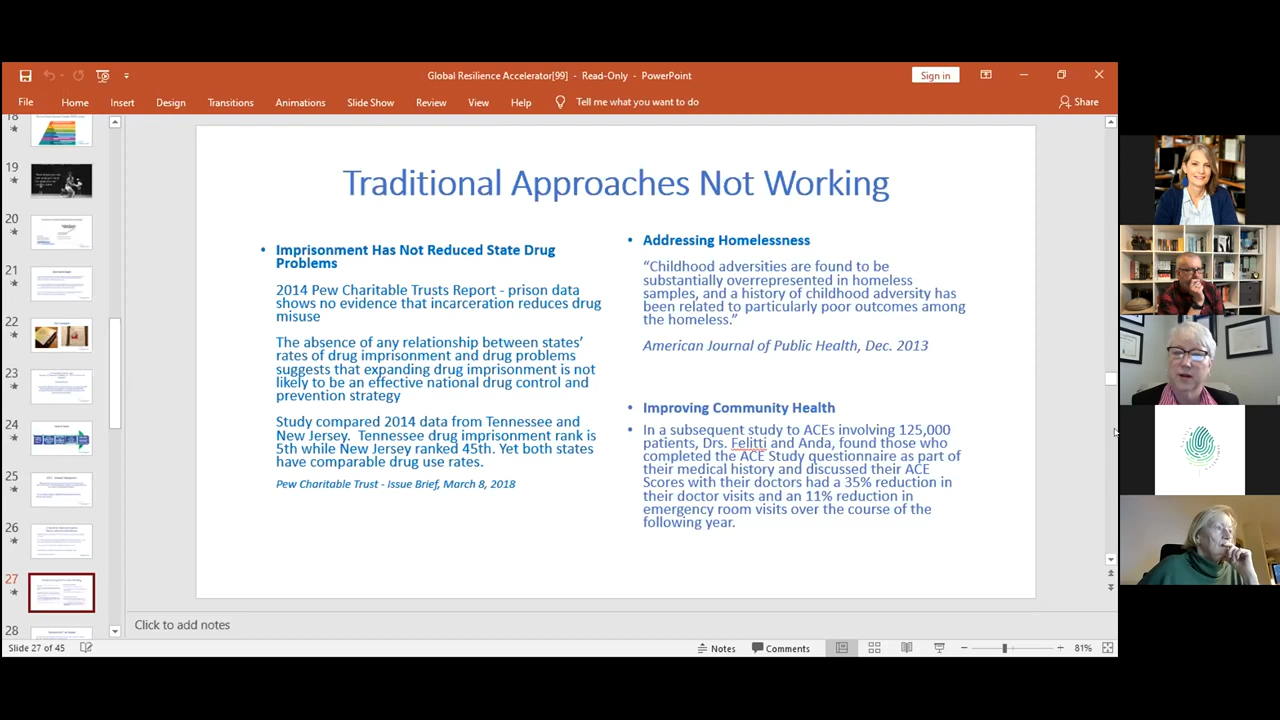 Global Resilience Accelerator[99] - Read-Only - PowerPoint
Sign in
File
Home
Insert
Design
Transitions
Animations
Slide Show
Review
View
Help
Tell me what you want to do
Share
18
19
20
21
22
23
24
25
26
27
28
Traditional Approaches Not Working
• Imprisonment Has Not Reduced State Drug
Problems
2014 Pew Charitable Trusts Report - prison data
shows no evidence that incarceration reduces drug
misuse
The absence of any relationship between states’
rates of drug imprisonment and drug problems
suggests that expanding drug imprisonment is not
likely to be an effective national drug control and
prevention strategy
Study compared 2014 data from Tennessee and
New Jersey. Tennessee drug imprisonment rank is
5th while New Jersey ranked 45th. Yet both states
have comparable drug use rates.
Pew Charitable Trust - Issue Brief, March 8, 2018
• Addressing Homelessness
“Childhood adversities are found to be
substantially overrepresented in homeless
samples, and a history of childhood adversity has
been related to particularly poor outcomes among
the homeless.”
American Journal of Public Health, Dec. 2013
• Improving Community Health
• In a subsequent study to ACEs involving 125,000
patients, Drs. Felitti and Anda, found those who
completed the ACE Study questionnaire as part of
their medical history and discussed their ACE
Scores with their doctors had a 35% reduction in
their doctor visits and an 11% reduction in
emergency room visits over the course of the
following year.
Click to add notes
Slide 27 of 45
Notes
Comments
81%